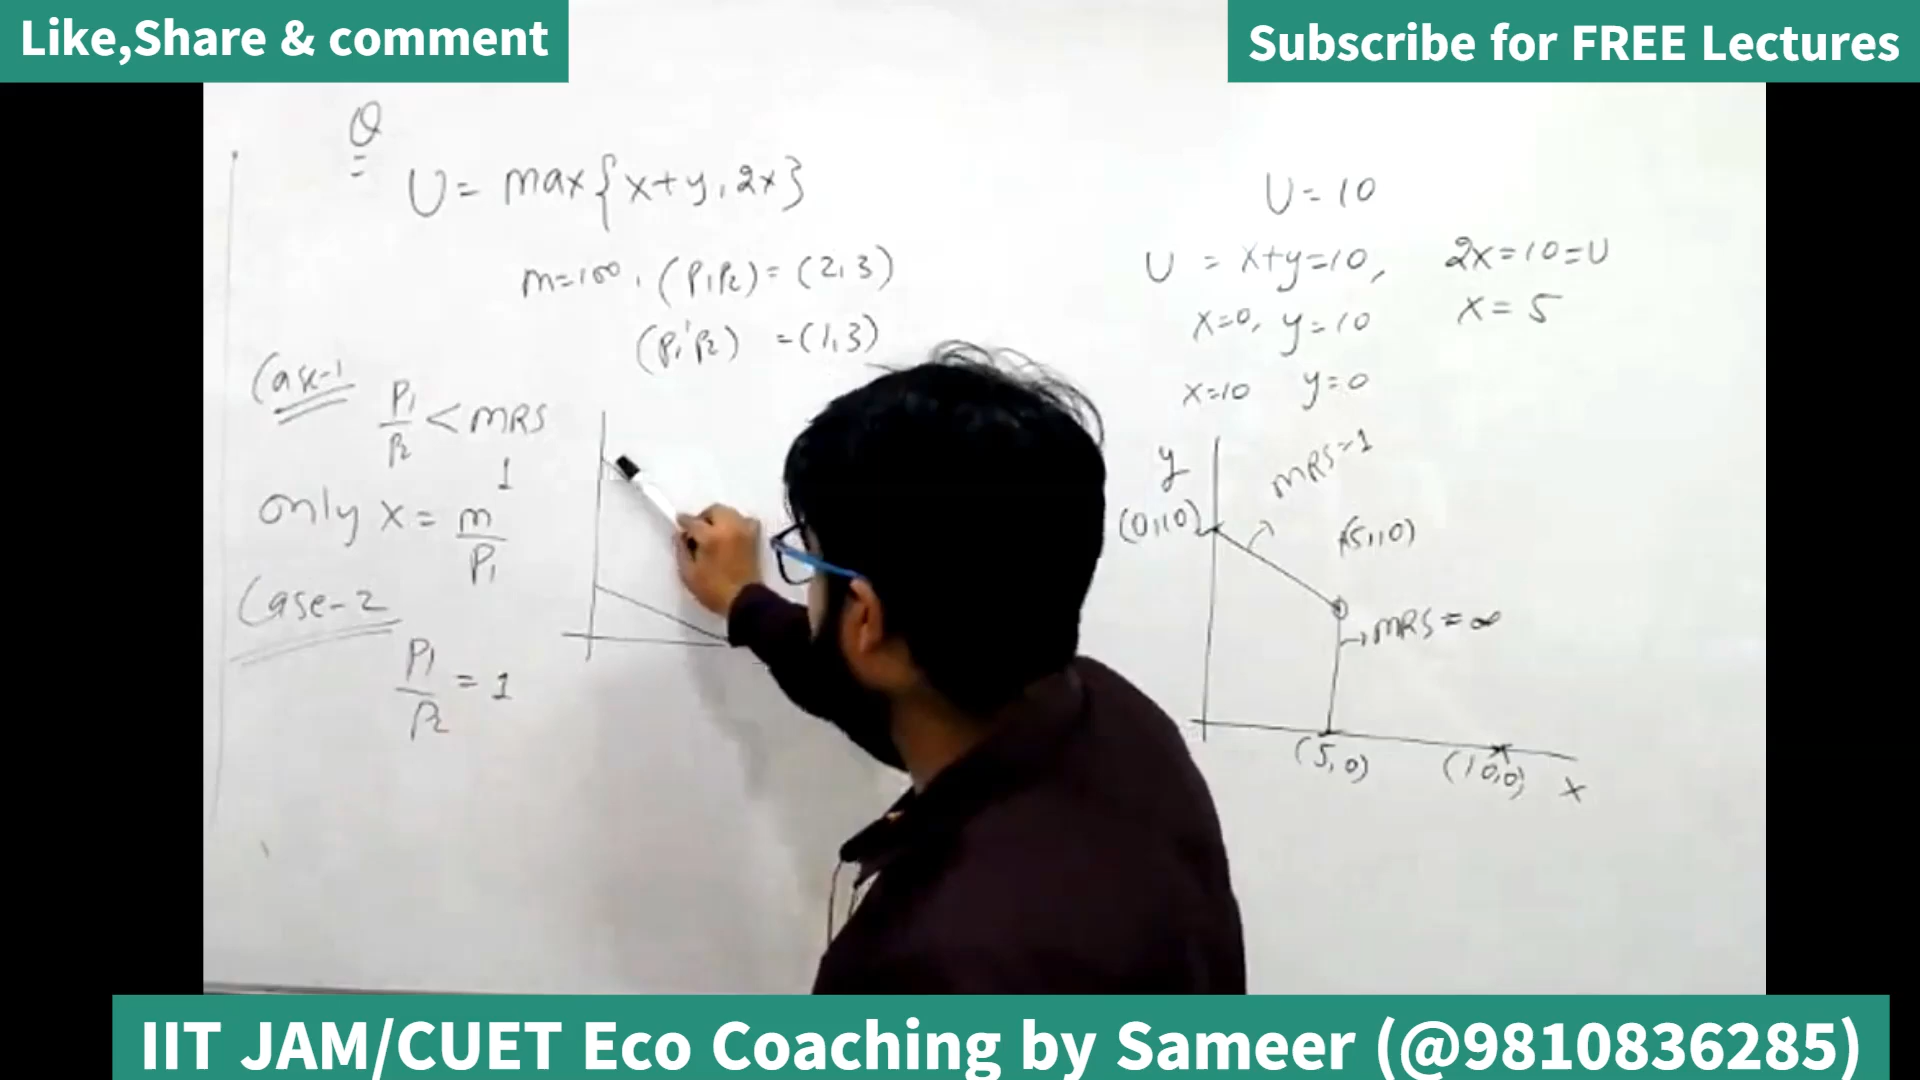 Like,Share & comment
Subscribe for FREE Lectures
Q
U = max{x+y, 2x}
m=100, (P1P2) = (2,3)
(P1'P2) = (1,3)
Case-1
P1/P2 < MRS
1
only x = m/P1
Case-2
P1/P2 = 1
U = 10
U = x+y=10, 2x=10=U
x=0, y=10 x = 5
x=10 y=0
y
MRS=1
(0,10)
(5,10)
→MRS = ∞
(5,0)
(10,0)
x
IIT JAM/CUET Eco Coaching by Sameer (@9810836285)